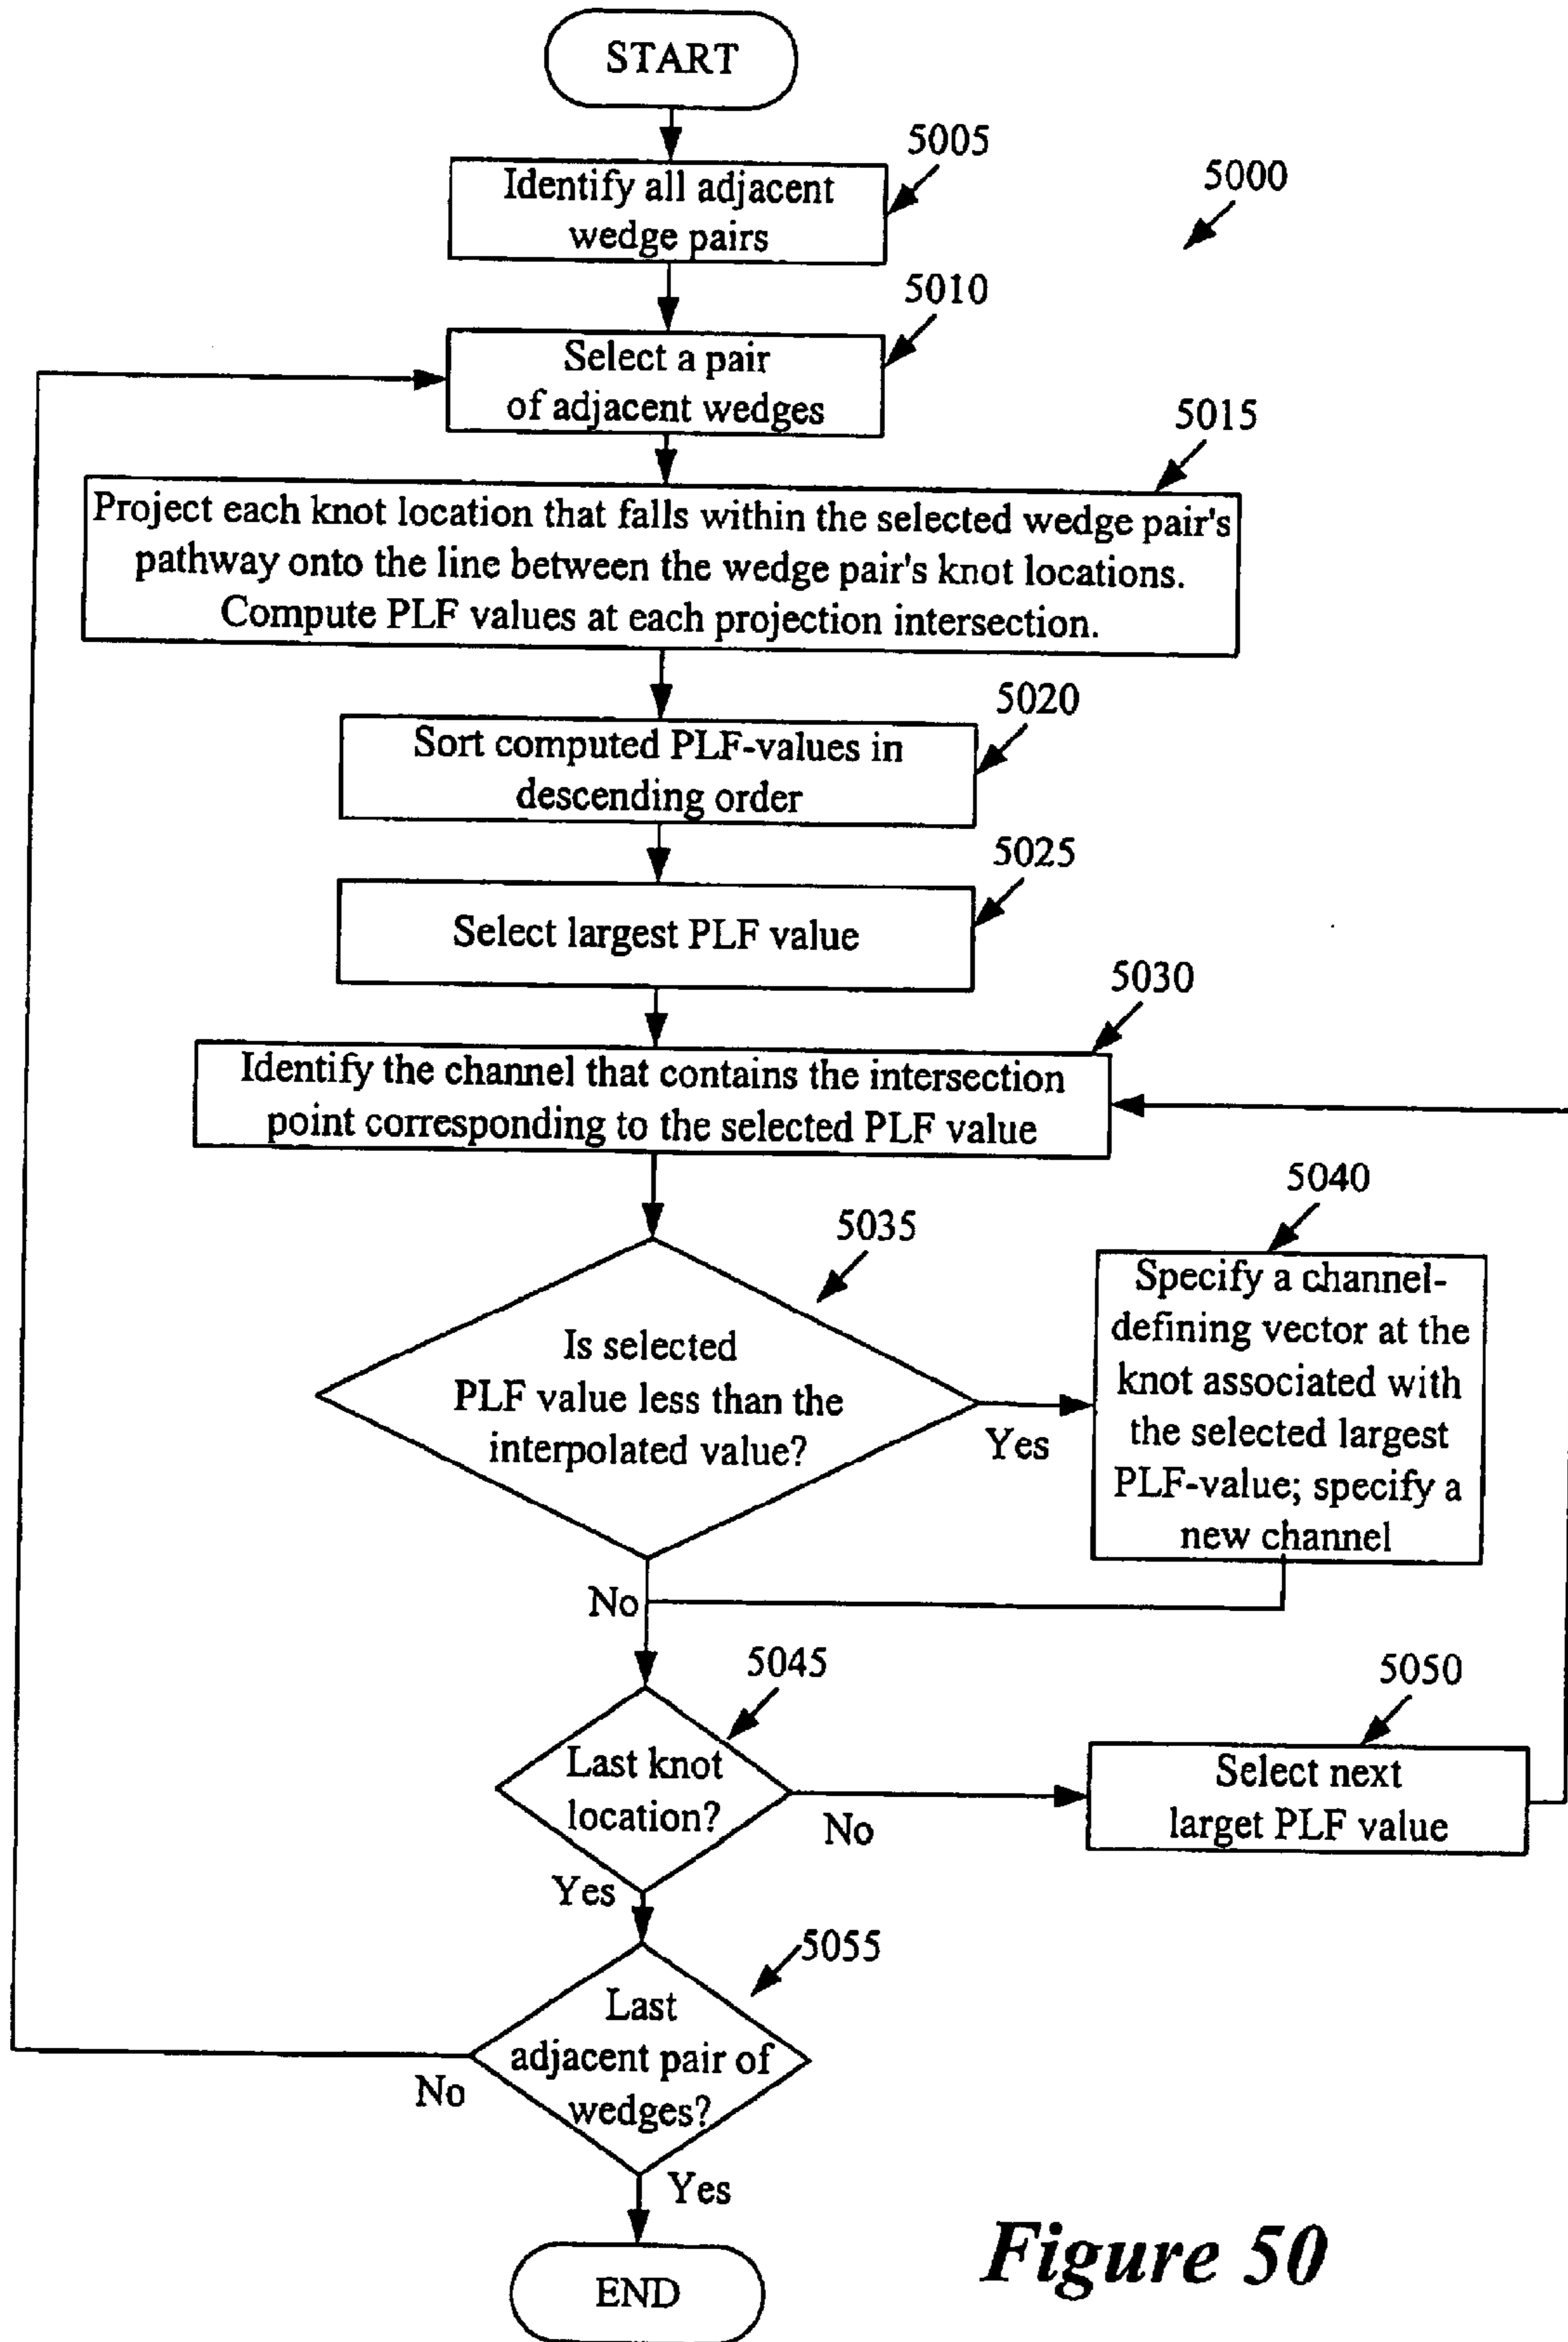 START
5005
Identify all adjacent
wedge pairs
5000
5010
Select a pair
of adjacent wedges
5015
Project each knot location that falls within the selected wedge pair's
pathway onto the line between the wedge pair's knot locations.
Compute PLF values at each projection intersection.
5020
Sort computed PLF-values in
descending order
5025
Select largest PLF value
5030
Identify the channel that contains the intersection
point corresponding to the selected PLF value
5035
Is selected
PLF value less than the
interpolated value?
Yes
5040
Specify a channel-
defining vector at the
knot associated with
the selected largest
PLF-value; specify a
new channel
No
5045
Last knot
location?
No
5050
Select next
larget PLF value
Yes
5055
Last
adjacent pair of
wedges?
No
Yes
END
Figure 50